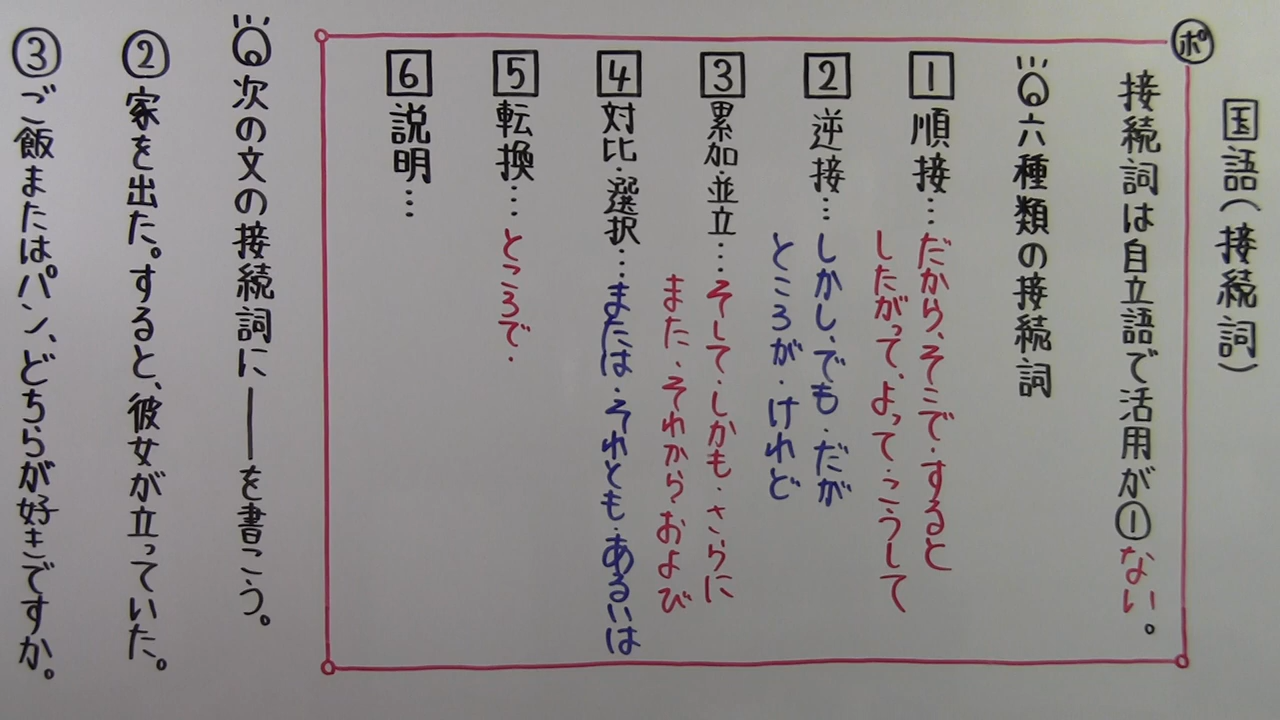 国語(接続詞)
ポ
接続詞は自立語で活用が①ない。
六種類の接続詞
1 順接…だから・そこで・すると
したがって・よって・こうして
2 逆接…しかし・でも・だが
ところが・けれど
3 累加・並立…そして・しかも・さらに
また・それから・および
4 対比・選択…または・それとも・あるいは
5 転換…ところで・
6 説明…
次の文の接続詞に――を書こう。
② 家を出た。すると、彼女が立っていた。
③ ご飯またはパン、どちらが好きですか。